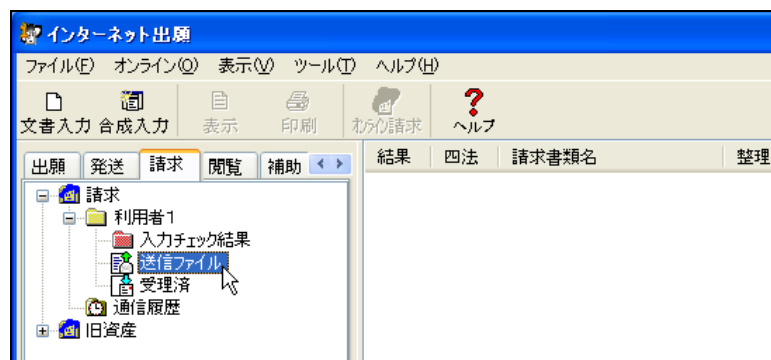 インターネット出願
ファイル(F) オンライン(O) 表示(V) ツール(T) ヘルプ(H)
文書入力 合成入力 表示 印刷 オンライン請求 ヘルプ
出願 発送 請求 閲覧 補助
結果 四法 請求書類名 整理
請求
利用者1
入力チェック結果
送信ファイル
受理済
通信履歴
旧資産